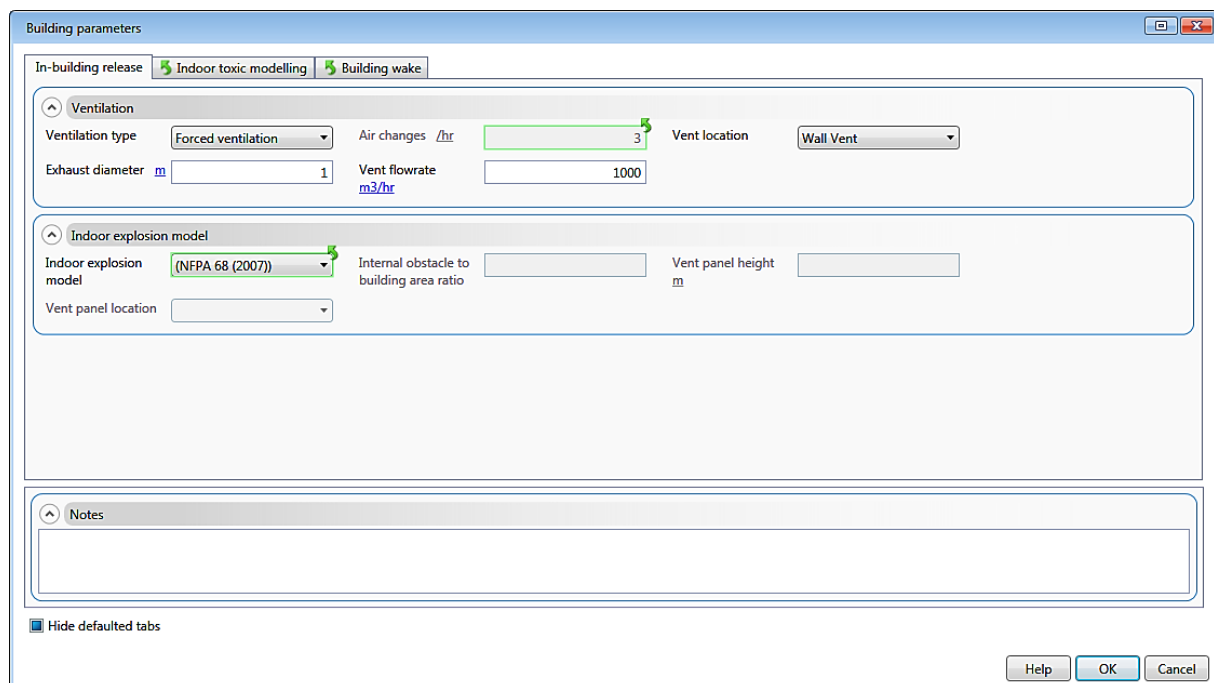 Building parameters
In-building release Indoor toxic modelling Building wake
Ventilation
Ventilation type Forced ventilation Air changes /hr 3 Vent location Wall Vent
Exhaust diameter m 1 Vent flowrate 1000
m3/hr
Indoor explosion model
Indoor explosion (NFPA 68 (2007)) Internal obstacle to Vent panel height
model building area ratio m
Vent panel location
Notes
Hide defaulted tabs
Help OK Cancel